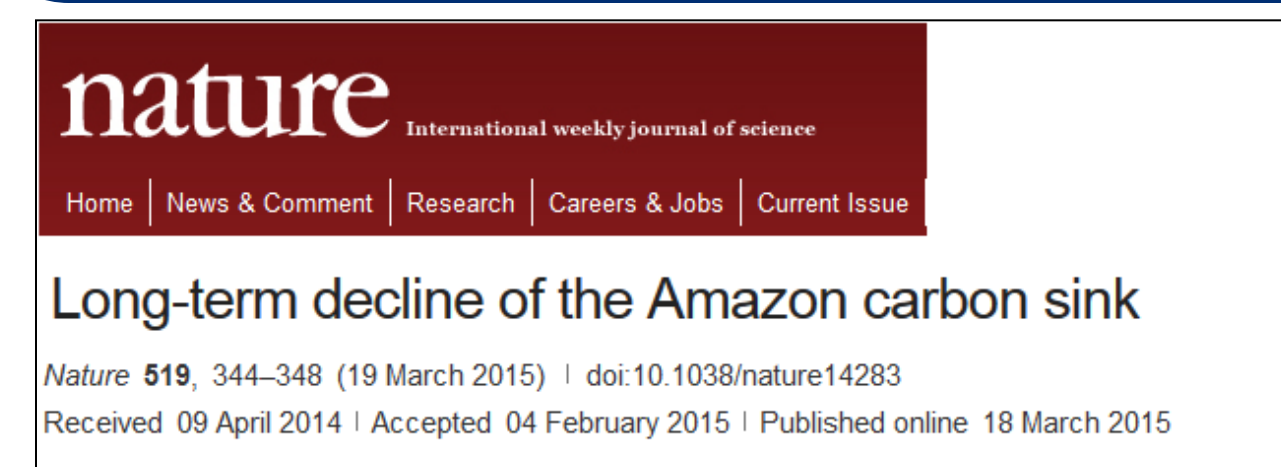 nature International weekly journal of science
Home | News & Comment | Research | Careers & Jobs | Current Issue
Long-term decline of the Amazon carbon sink
Nature 519, 344–348 (19 March 2015) | doi:10.1038/nature14283
Received 09 April 2014 | Accepted 04 February 2015 | Published online 18 March 2015